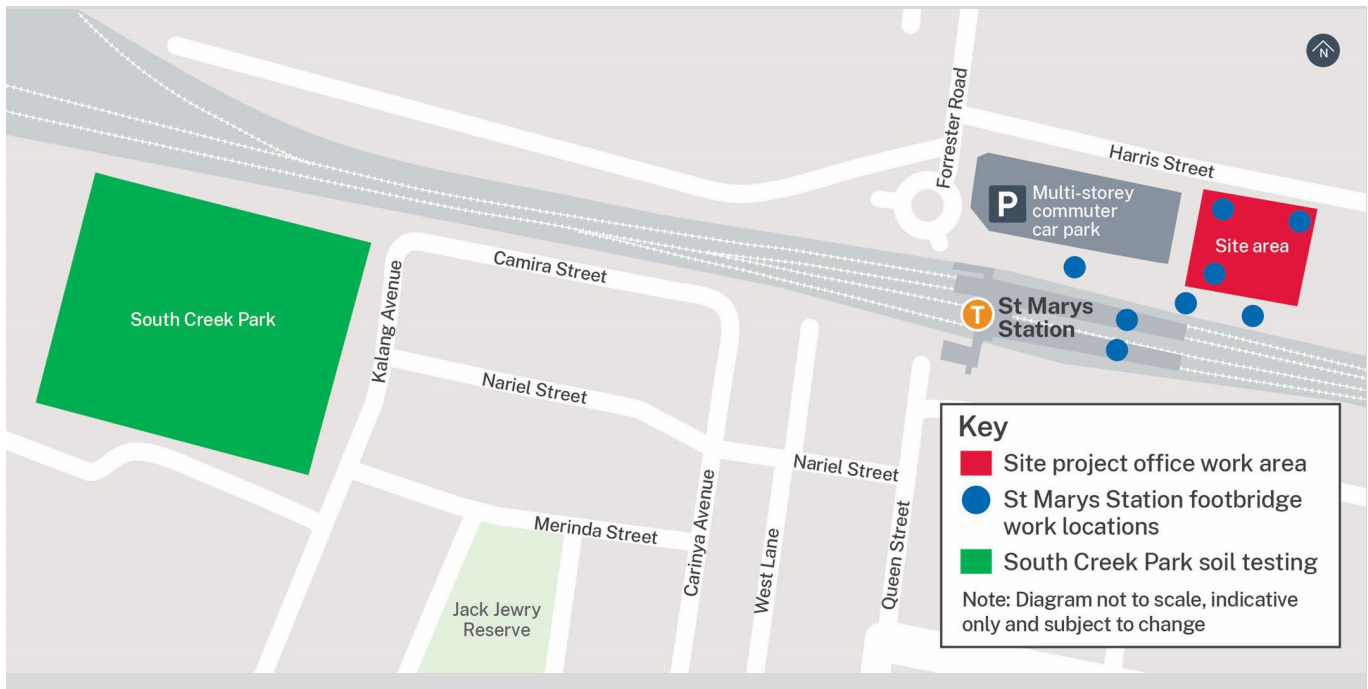 N
Forrester Road
Harris Street
P
Multi-storey
commuter
car park
Site area
Camira Street
T
St Marys
Station
South Creek Park
Kalang Avenue
Nariel Street
Nariel Street
Merinda Street
Carinya Avenue
West Lane
Queen Street
Jack Jewry
Reserve
Key
Site project office work area
St Marys Station footbridge
work locations
South Creek Park soil testing
Note: Diagram not to scale, indicative
only and subject to change